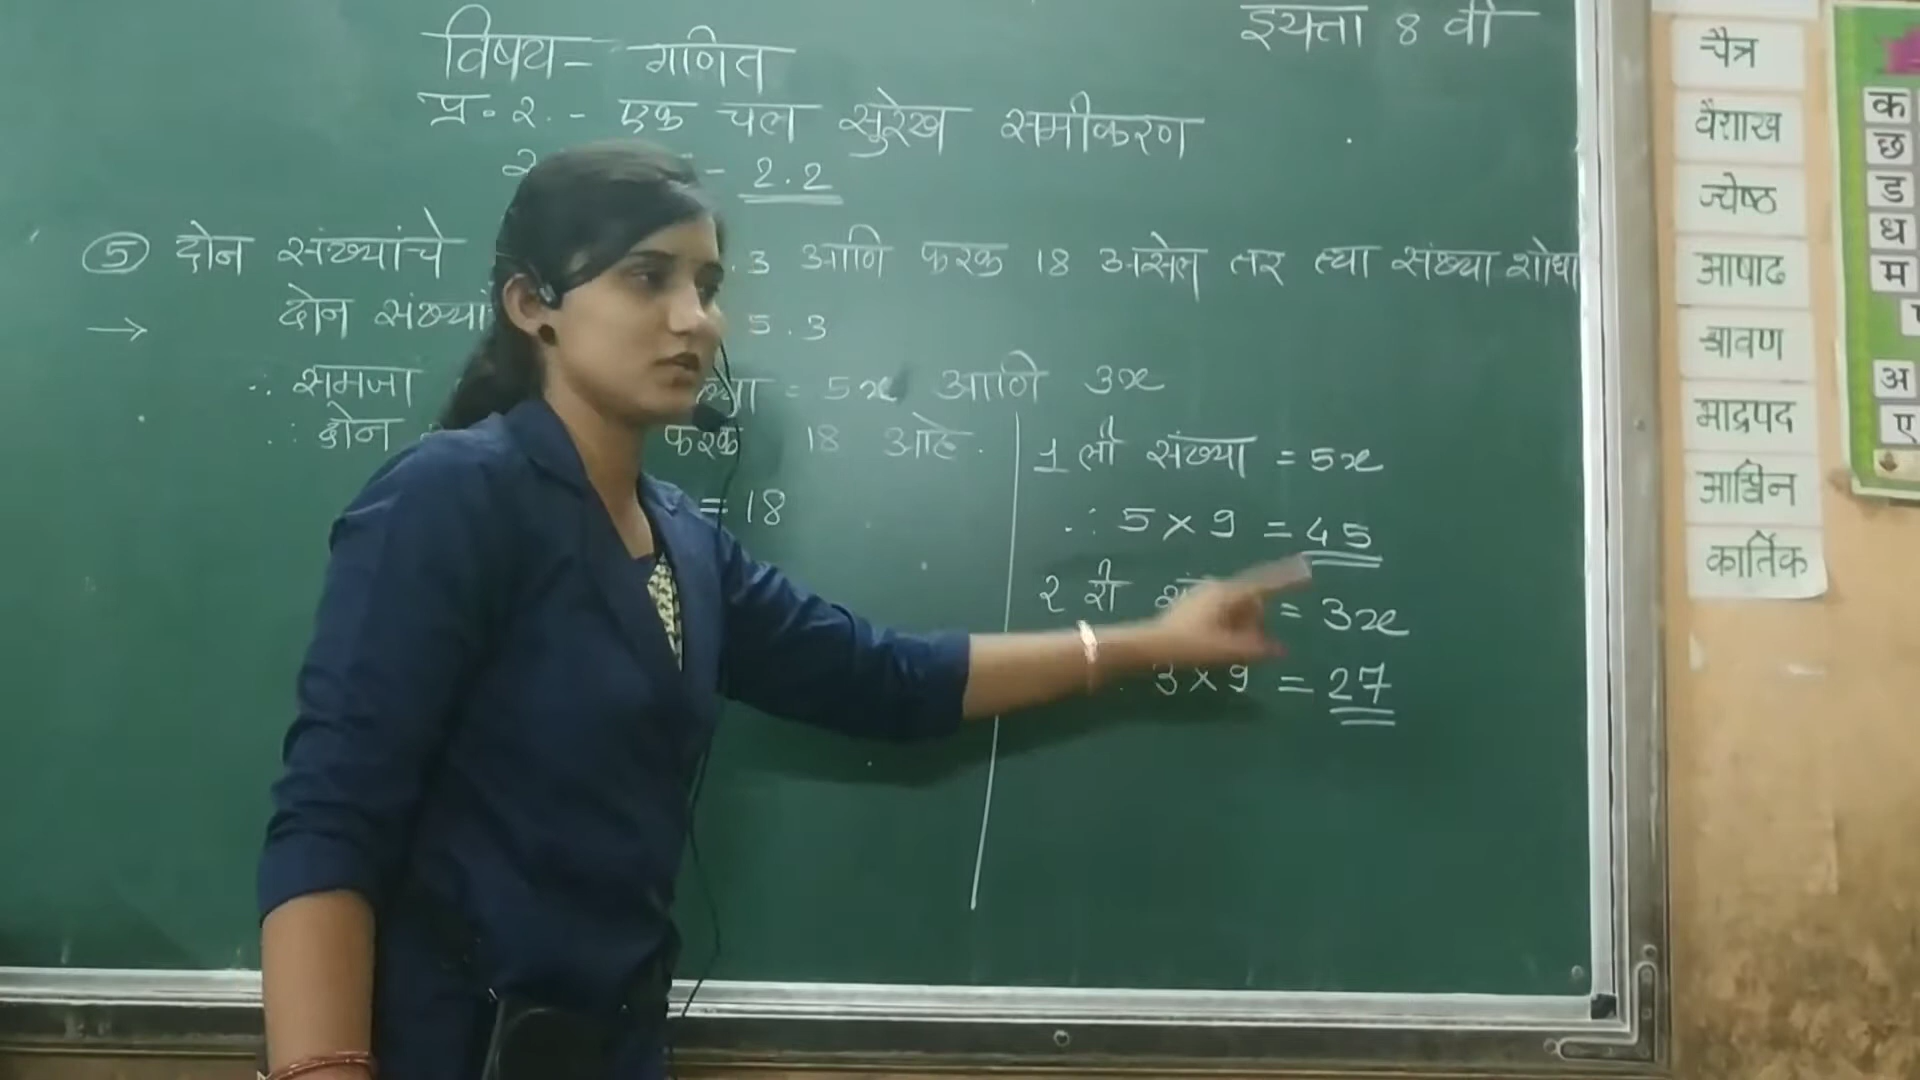 इयत्ता 8 वी
विषय - गणित
प्र. २. - एक चल सुरेख समीकरण
- 2.2
5 दोन संख्यांचे .3 आणि फरक 18 असेल तर त्या संख्या शोधा
→ दोन 5.3
∴ समजा = 5x आणि 3x
∴ दोन फरक 18 आहे.
= 18
1 ली संख्या = 5x
∴ 5 × 9 = 45
२ री = 3x
3 × 9 = 27
चैत्र
वैशाख
ज्येष्ठ
आषाढ
श्रावण
भाद्रपद
आश्विन
कार्तिक
क
छ
ड
ध
म
अ
ए